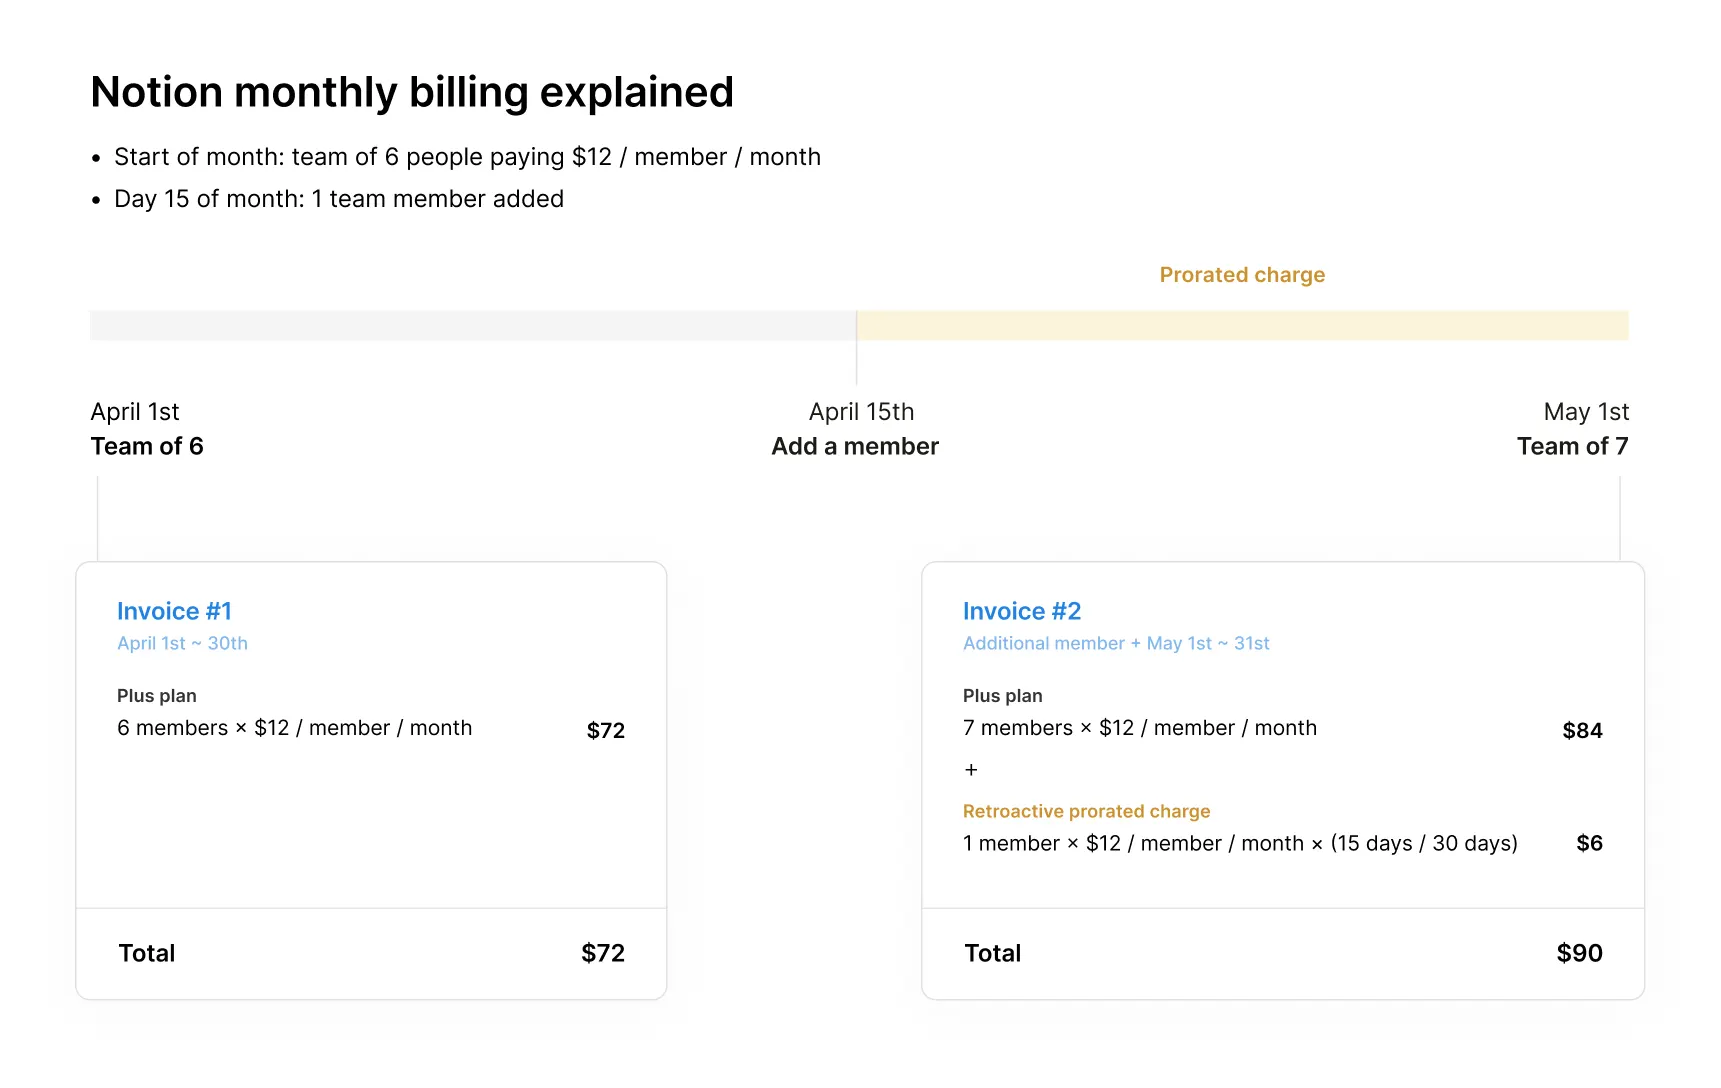 Notion monthly billing explained
• Start of month: team of 6 people paying $12 / member / month
• Day 15 of month: 1 team member added
Prorated charge
April 1st
Team of 6
April 15th
Add a member
May 1st
Team of 7
Invoice #1
April 1st ~ 30th
Plus plan
6 members × $12 / member / month $72
Total $72
Invoice #2
Additional member + May 1st ~ 31st
Plus plan
7 members × $12 / member / month $84
+
Retroactive prorated charge
1 member × $12 / member / month × (15 days / 30 days) $6
Total $90